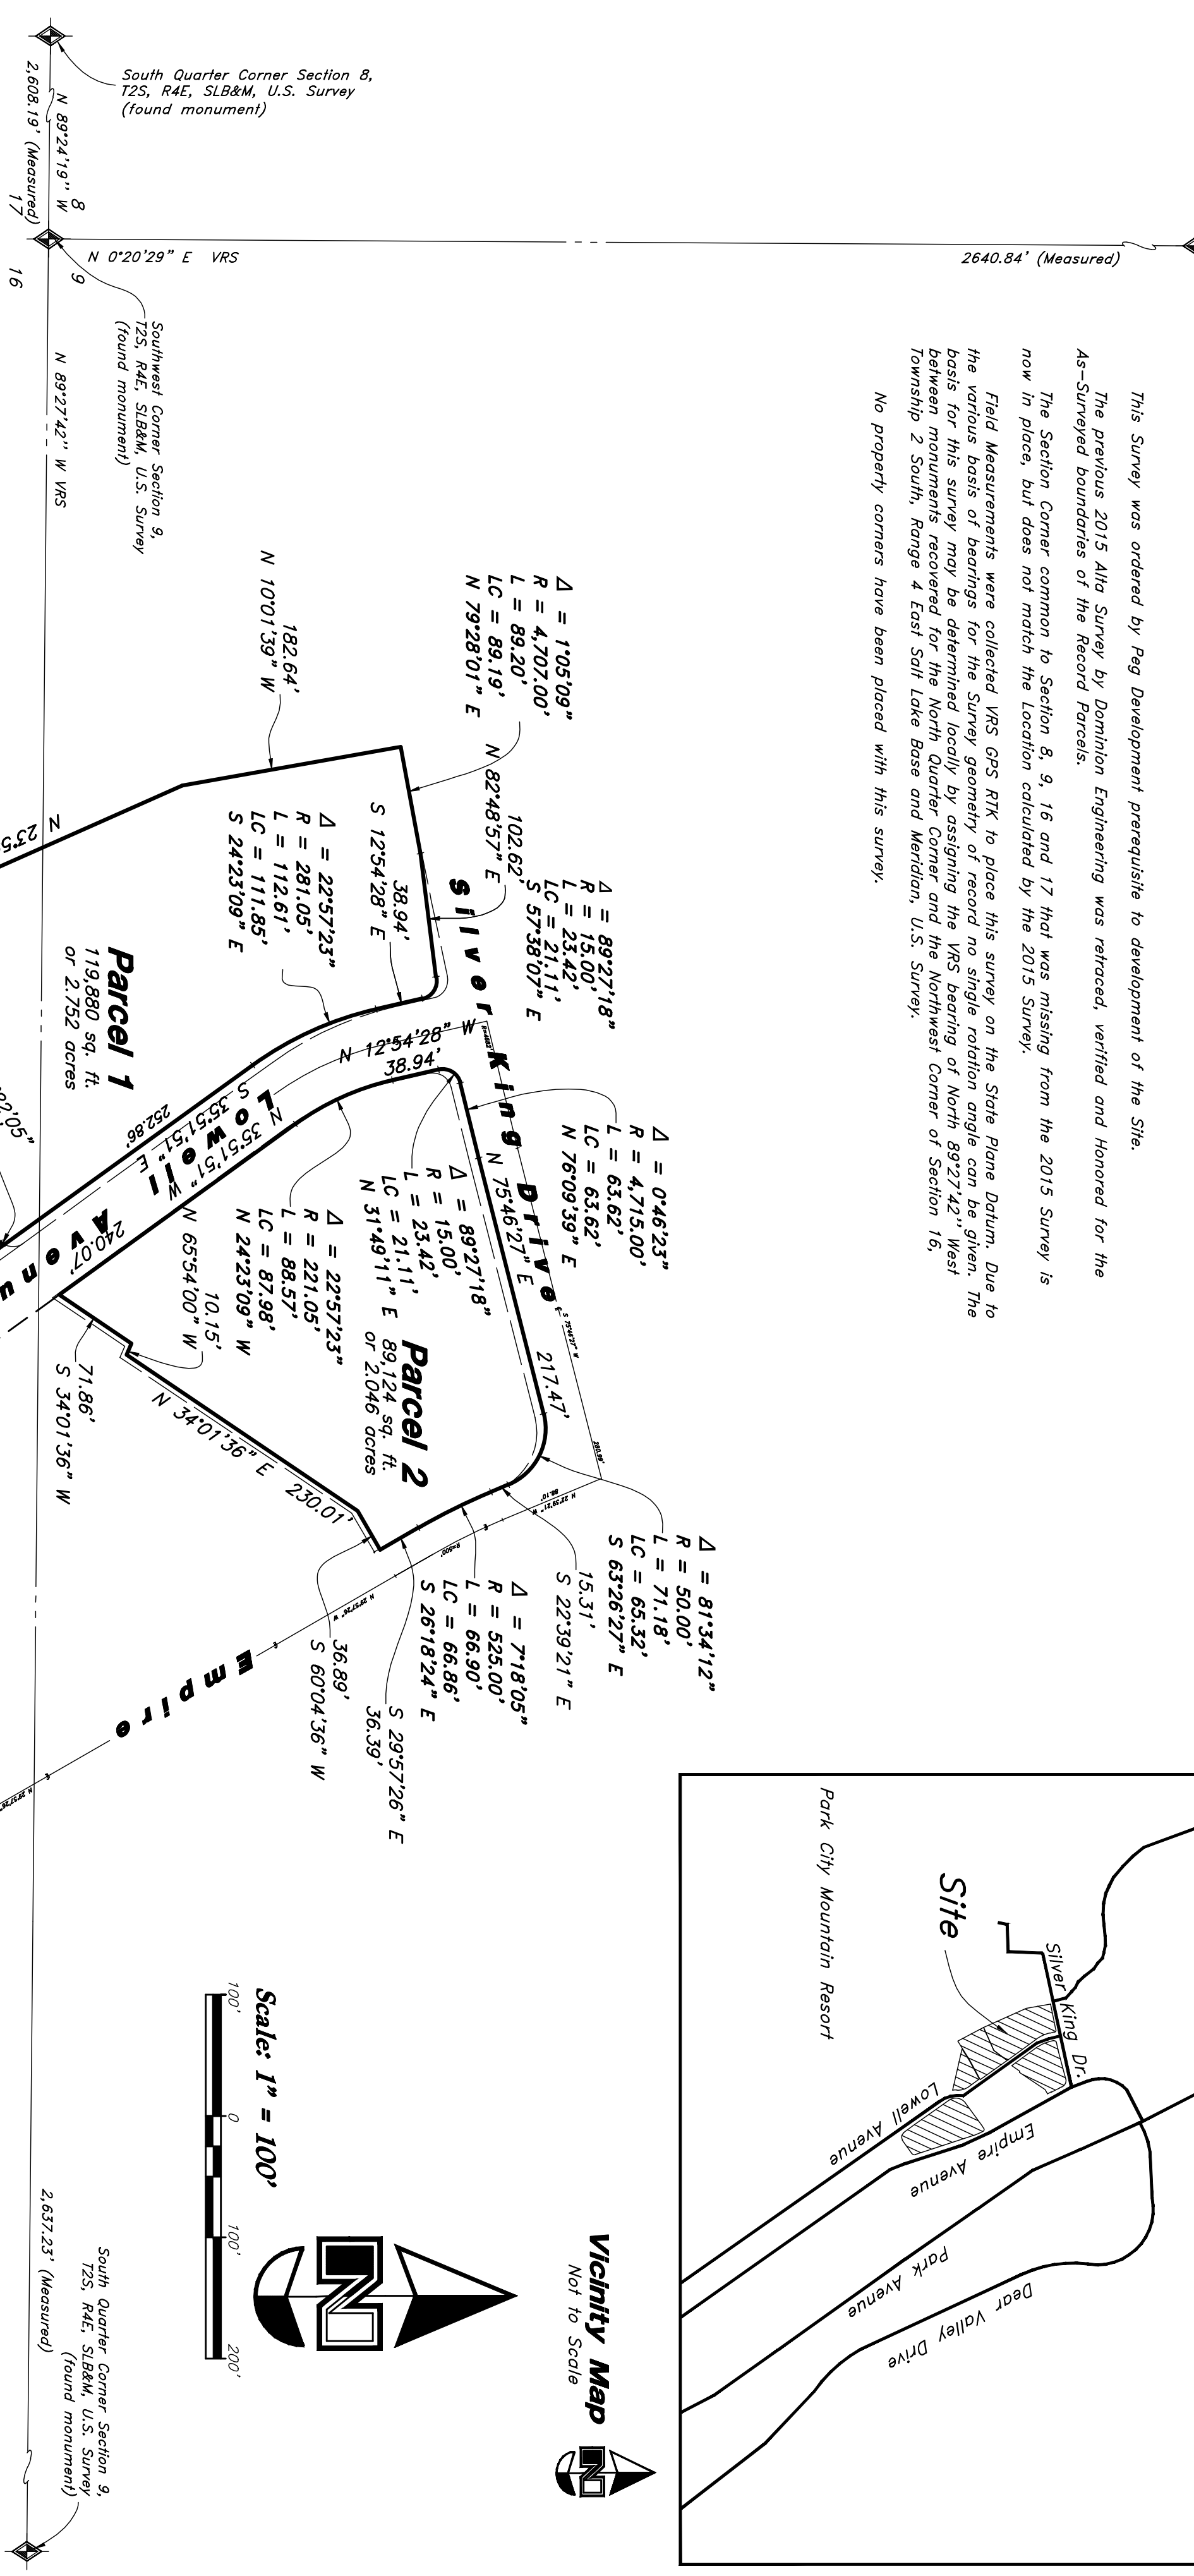 This Survey was ordered by Peg Development prerequisite to development of the Site.
The previous 2015 Alta Survey by Dominion Engineering was retraced, verified and Honored for the
As-Surveyed boundaries of the Record Parcels.
The Section Corner common to Section 8, 9, 16 and 17 that was missing from the 2015 Survey is
now in place, but does not match the Location calculated by the 2015 Survey.
Field Measurements were collected VRS GPS RTK to place this survey on the State Plane Datum. Due to
the various basis of bearings for the Survey geometry of record no single rotation angle can be given. The
basis for this survey may be determined locally by assigning the VRS bearing of North 89°27'42" West
between monuments recovered for the North Quarter Corner and the Northwest Corner of Section 16,
Township 2 South, Range 4 East Salt Lake Base and Meridian, U.S. Survey.
No property corners have been placed with this survey.
South Quarter Corner Section 8,
T2S, R4E, SLB&M, U.S. Survey
(found monument)
N 89°24'19" W
2,608.19' (Measured)
8
17
9
16
N 0°20'29" E VRS
2640.84' (Measured)
Southwest Corner Section 9,
T2S, R4E, SLB&M, U.S. Survey
(found monument)
N 89°27'42" W VRS
182.64'
N 10°01'39" W
Δ = 1°05'09"
R = 4,707.00'
L = 89.20'
LC = 89.19'
N 79°28'01" E
102.62'
N 82°48'57" E
Δ = 89°27'18"
R = 15.00'
L = 23.42'
LC = 21.11'
S 57°38'07" E
38.94'
S 12°54'28" E
Δ = 22°57'23"
R = 281.05'
L = 112.61'
LC = 111.85'
S 24°23'09" E
Silver King Drive
N 12°54'28" W
38.94'
Δ = 0°46'23"
R = 4,715.00'
L = 63.62'
LC = 63.62'
N 76°09'39" E
N 75°46'27" E
217.47'
S 75°46'27" W
280.99'
Δ = 89°27'18"
R = 15.00'
L = 23.42'
LC = 21.11'
N 31°49'11" E
Δ = 22°57'23"
R = 221.05'
L = 88.57'
LC = 87.98'
N 24°23'09" W
Parcel 1
119,880 sq. ft.
or 2.752 acres
Parcel 2
89,124 sq. ft.
or 2.046 acres
252.86'
S 35°51'51" E
N 35°51'51" W
240.07'
Lowell Avenu
N 23°5
22'05"
10.15'
N 65°54'00" W
71.86'
S 34°01'36" W
N 34°01'36" E 230.01'
Δ = 81°34'12"
R = 50.00'
L = 71.18'
LC = 65.32'
S 63°26'27" E
15.31'
S 22°39'21" E
N 22°39'21" W
88.10'
R=500'
Δ = 7°18'05"
R = 525.00'
L = 66.90'
LC = 66.86'
S 26°18'24" E
S 29°57'26" E
36.39'
36.89'
S 60°04'36" W
N 29°57'26" W
Empire
N 29°57'26"
Park City Mountain Resort
Site
Silver King Dr.
Lowell Avenue
Empire Avenue
Park Avenue
Dear Valley Drive
Vicinity Map
Not to Scale
N
Scale: 1" = 100'
100'
0
100'
200'
N
2,637.23' (Measured)
South Quarter Corner Section 9,
T2S, R4E, SLB&M, U.S. Survey
(found monument)